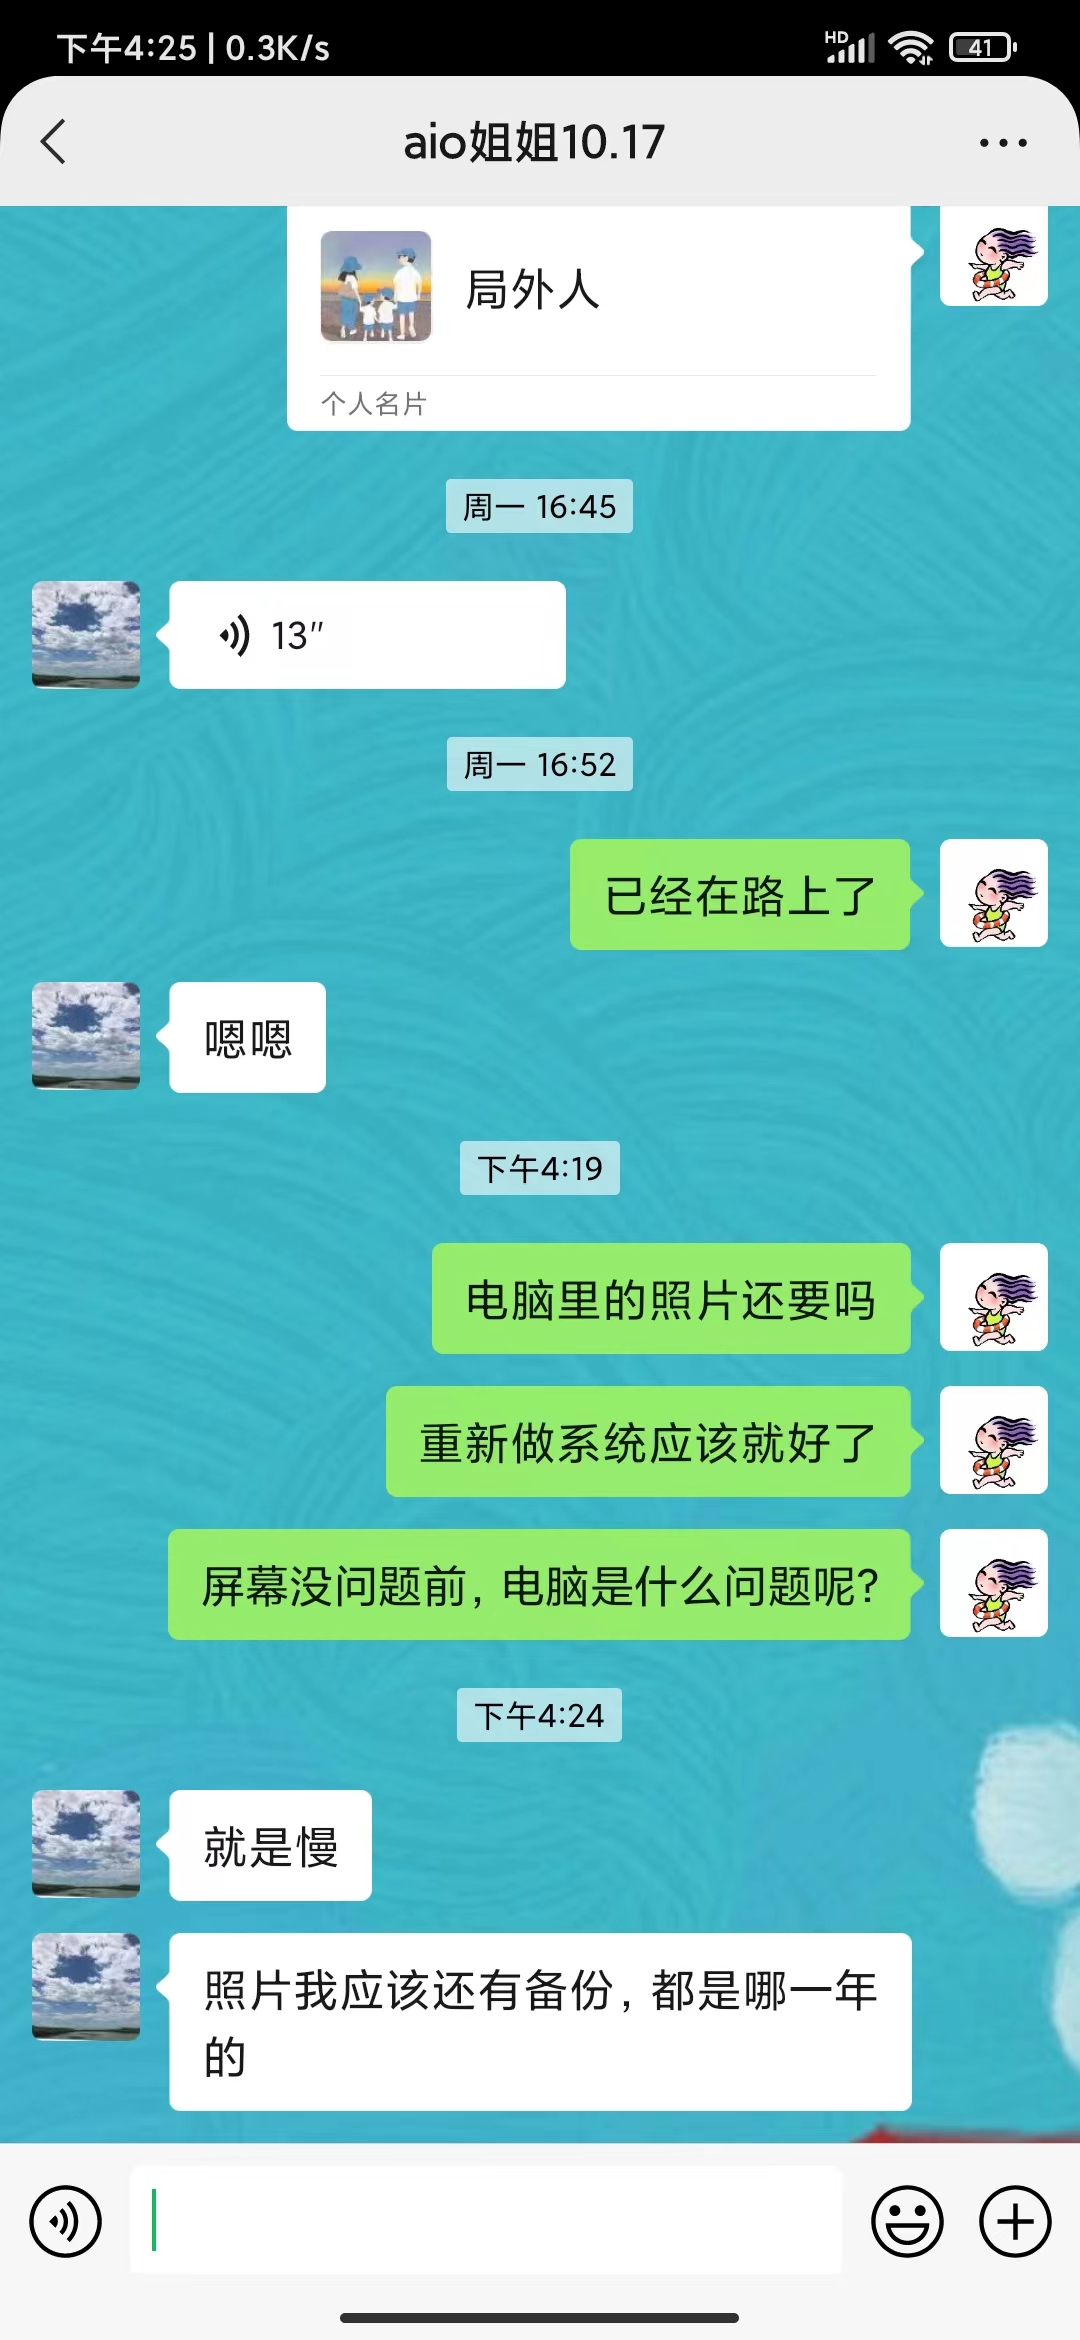 下午4:25 | 0.3K/s
HD
41
aio姐姐10.17
局外人
个人名片
周一 16:45
13"
周一 16:52
已经在路上了
嗯嗯
下午4:19
电脑里的照片还要吗
重新做系统应该就好了
屏幕没问题前，电脑是什么问题呢？
下午4:24
就是慢
照片我应该还有备份，都是哪一年
的